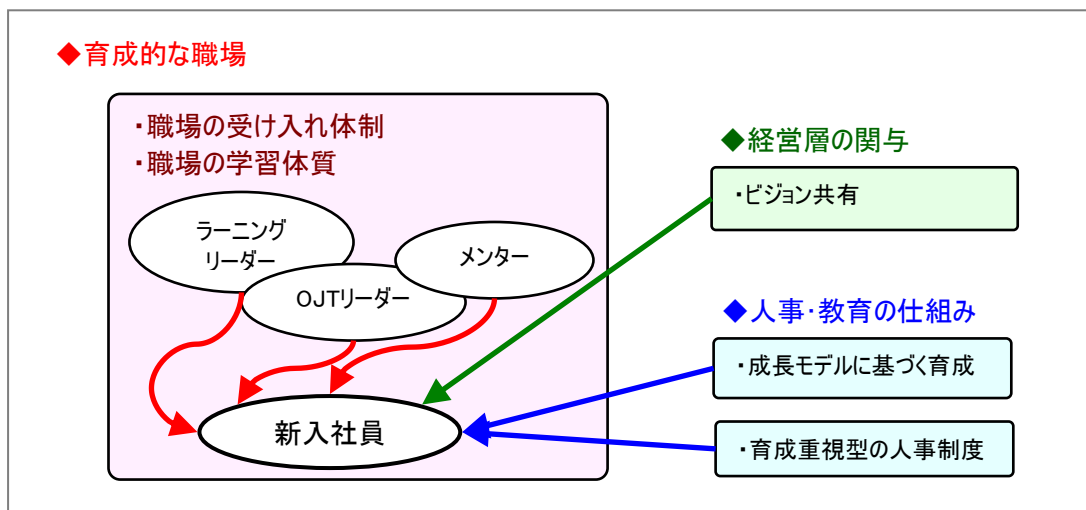 ◆育成的な職場
・職場の受け入れ体制
・職場の学習体質
ラーニング
リーダー
OJTリーダー
メンター
新入社員
◆経営層の関与
・ビジョン共有
◆人事・教育の仕組み
・成長モデルに基づく育成
・育成重視型の人事制度